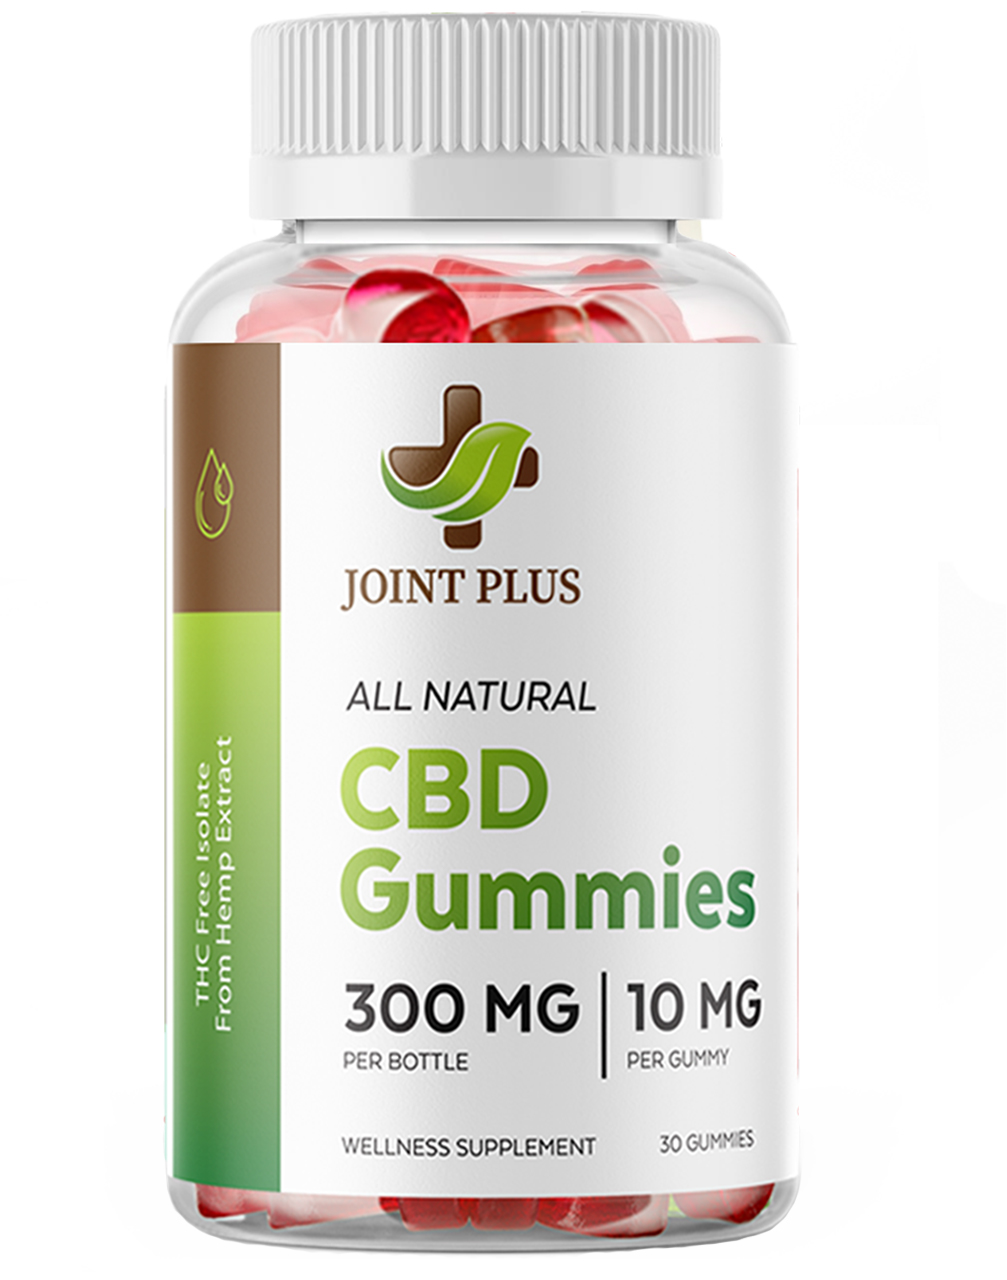 JOINT PLUS
ALL NATURAL
CBD
Gummies
300 MG
PER BOTTLE
10 MG
PER GUMMY
WELLNESS SUPPLEMENT
30 GUMMIES
THC Free Isolate
From Hemp Extract